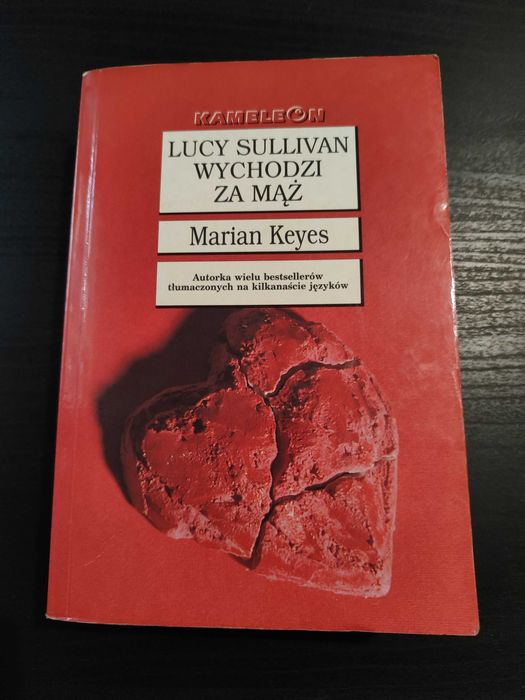 KAMELEON
LUCY SULLIVAN
WYCHODZI
ZA MĄŻ
Marian Keyes
Autorka wielu bestsellerów
tłumaczonych na kilkanaście języków